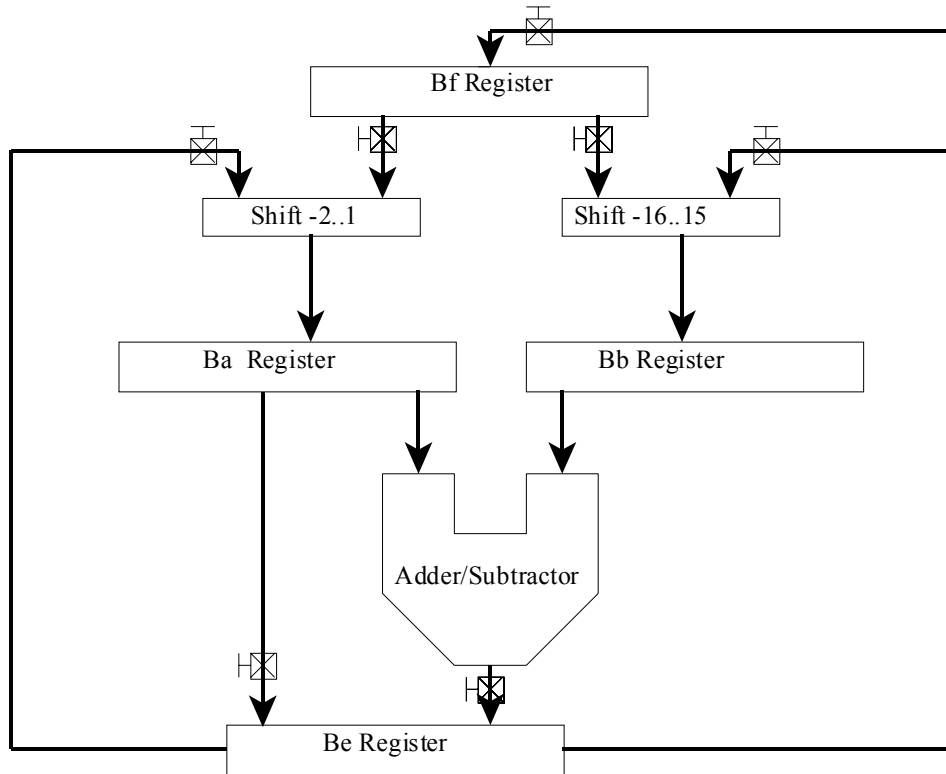 Bf Register
Shift -2..1
Shift -16..15
Ba Register
Bb Register
Adder/Subtractor
Be Register